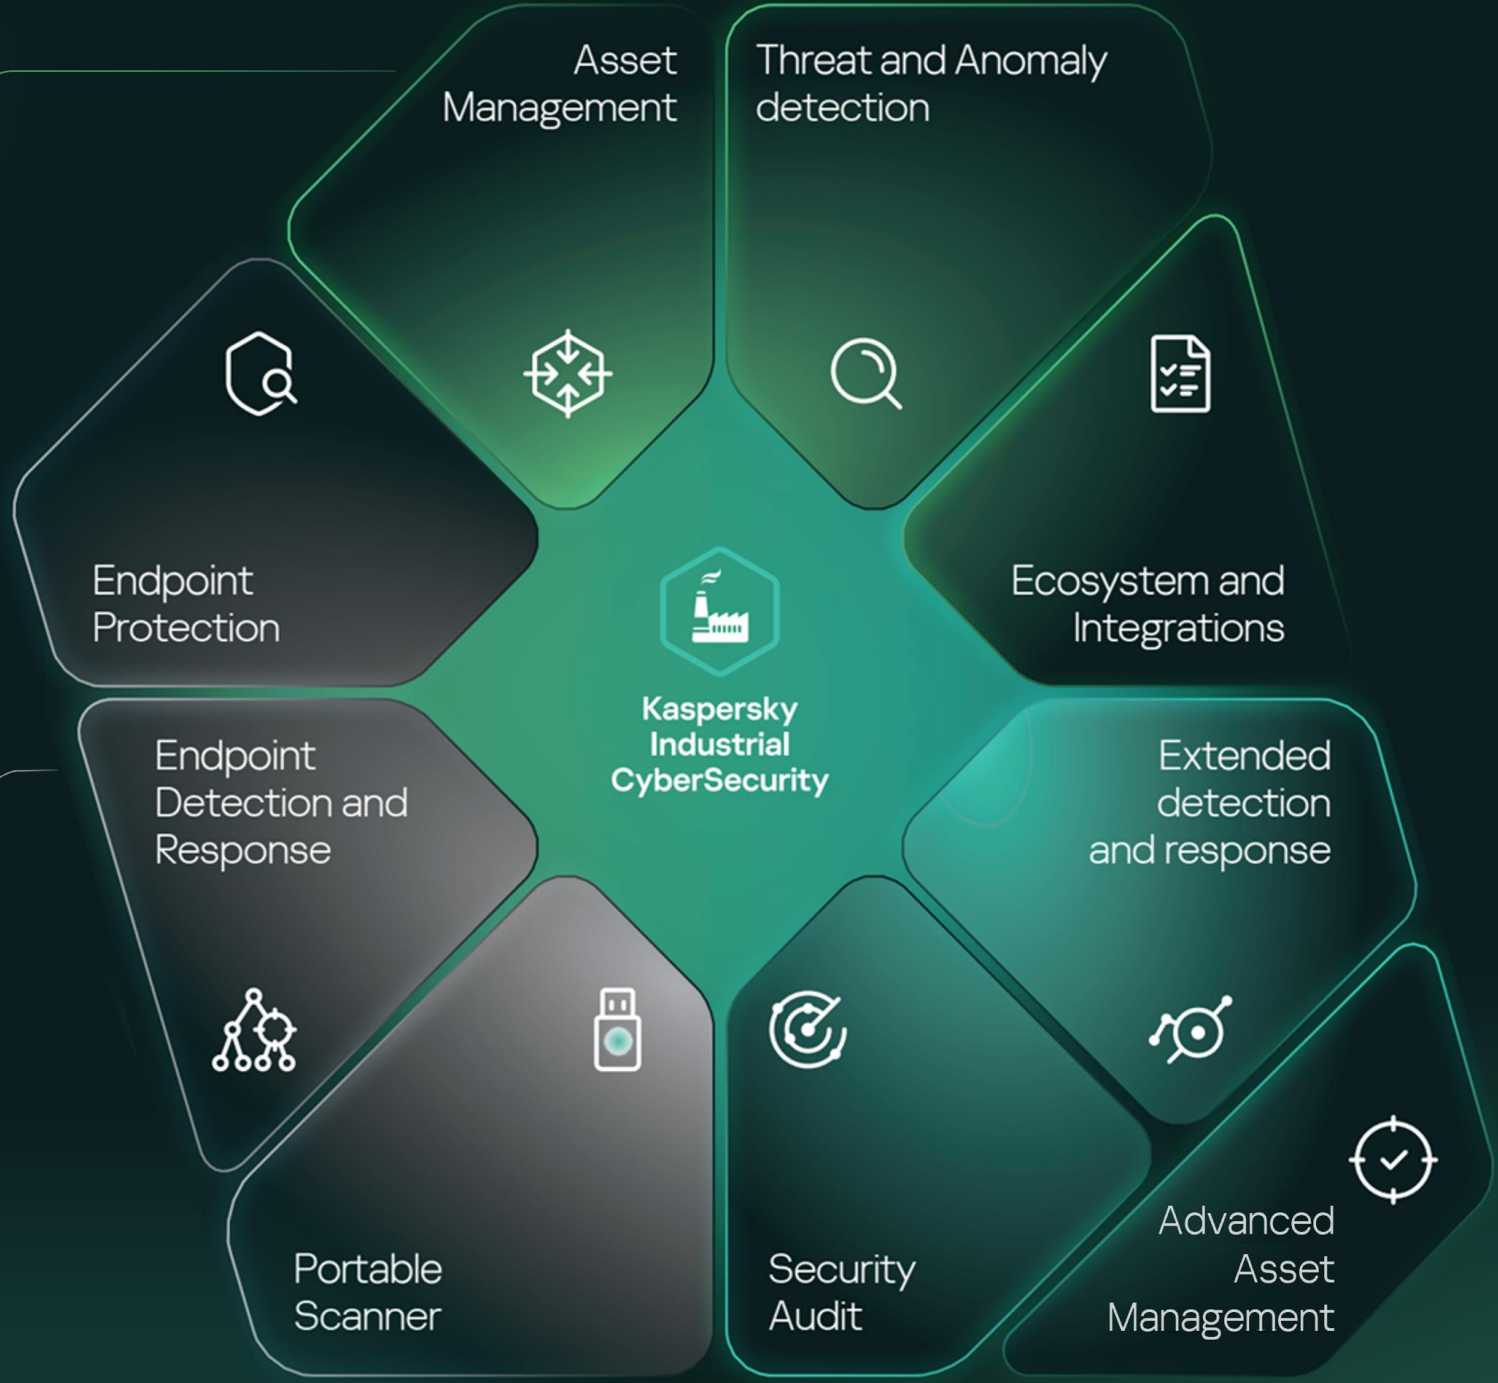 Asset
Management
Threat and Anomaly
detection
Endpoint
Protection
Ecosystem and
Integrations
Kaspersky
Industrial
CyberSecurity
Endpoint
Detection and
Response
Extended
detection
and response
Portable
Scanner
Security
Audit
Advanced
Asset
Management